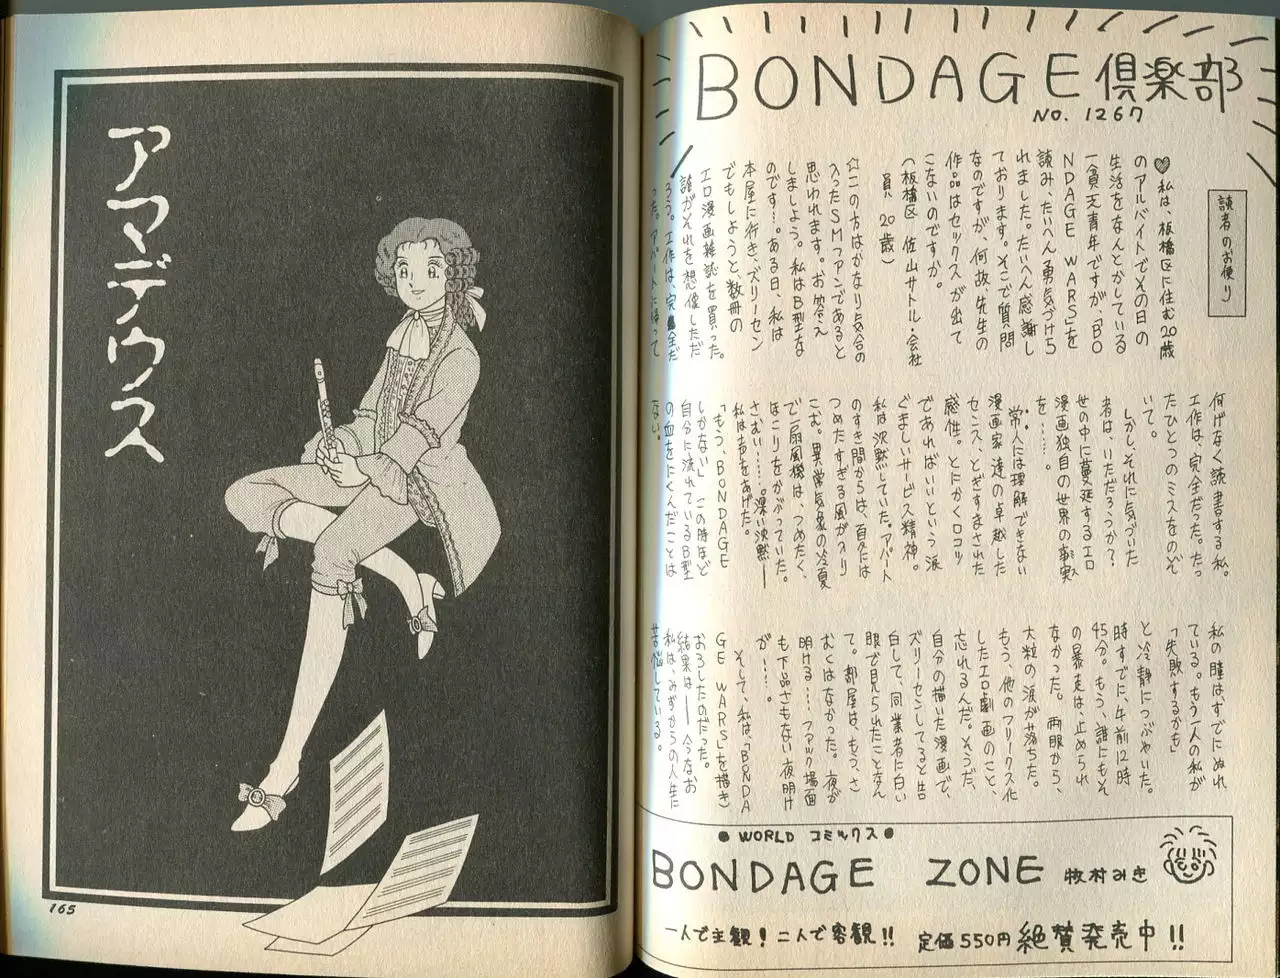 BONDAGE倶楽部
NO. 1267
読者のお便り
♥私は、板橋区に住む20歳
のアルバイトでその日の
生活をなんとかしている
一貧乏青年ですが、「BO
NDAGE WARS」を
読み、たいへん勇気づけら
れました。たいへん感謝し
ております。そこで質問
なのですが、何故、先生の
作品はセックスが出て
こないのですか。
(板橋区 佐山サトル・会社
員 20歳)
☆この方はかなり気合の
入ったSMファンであると
思われます。お答え
しましょう。私はB型な
のです…。ある日、私は
本屋に行き、ズリーセン
でもしようと、数冊の
エロ漫画雑誌を買った。
誰がそれを想像しただ
ろう。工作は、完全だ
った。アパートに帰って
何げなく読書する私。
工作は、完全だった。たっ
たひとつのミスをのぞ
いて。
しかし、それに気づいた
者は、いただろうか?
世の中に蔓延するエロ
漫画独自の世界の事実
を……。
常人には理解できない
漫画家達の卓越した
センス、とぎすまされた
感性。とにかくロコツ
であればいいという派
ぐましいサービス精神。
私は沈黙していた。アパート
のすき間からは、夏には
つめたすぎる風が入り
こむ。異常気象の冷夏
で、扇風機は、つめたく、
ほこりをかぶっていた。
さむい……。深い沈黙——
私は声をあげた。
「もう、BONDAGE
しかない」この時ほど
自分に流れているB型
の血をにくんだことは
ない。
私の瞳は、すでにぬれ
ている。もう一人の私が
「失敗するかも」
と冷静につぶやいた。
時すでに、午前12時
45分。もう、誰にもそ
の暴走は、止められ
なかった。両眼から、
大粒の涙が落ちた。
もう、他のフリークス化
したエロ劇画のこと、
忘れるんだ。そうだ、
自分の描いた漫画で、
ズリーセンしてると告
白して、同業者に白い
眼で見られたことなん
て。部屋は、もう、さ
むくはなかった。夜が
明ける…。ファック場面
も下品さもない夜明け
が……。
そして、私は「BONDA
GE WARS」を描き
おろしたのだった。
結果は——へうなお
私は、みずからの人生に
苦悩している。
●WORLD コミックス●
BONDAGE ZONE 牧村みき
一人で主観!二人で客観!!
定価550円 絶賛発売中!!
アマデウス
165